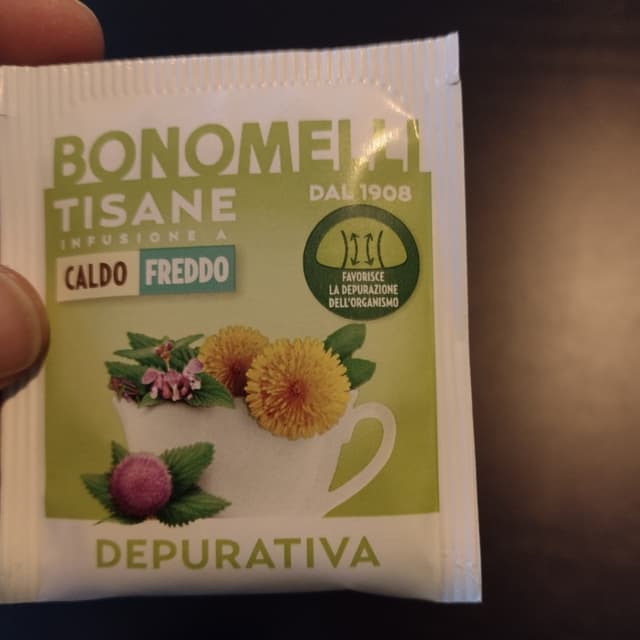 BONOMELLI
DAL 1908
TISANE
INFUSIONE A
CALDO FREDDO
FAVORISCE
LA DEPURAZIONE
DELL'ORGANISMO
DEPURATIVA